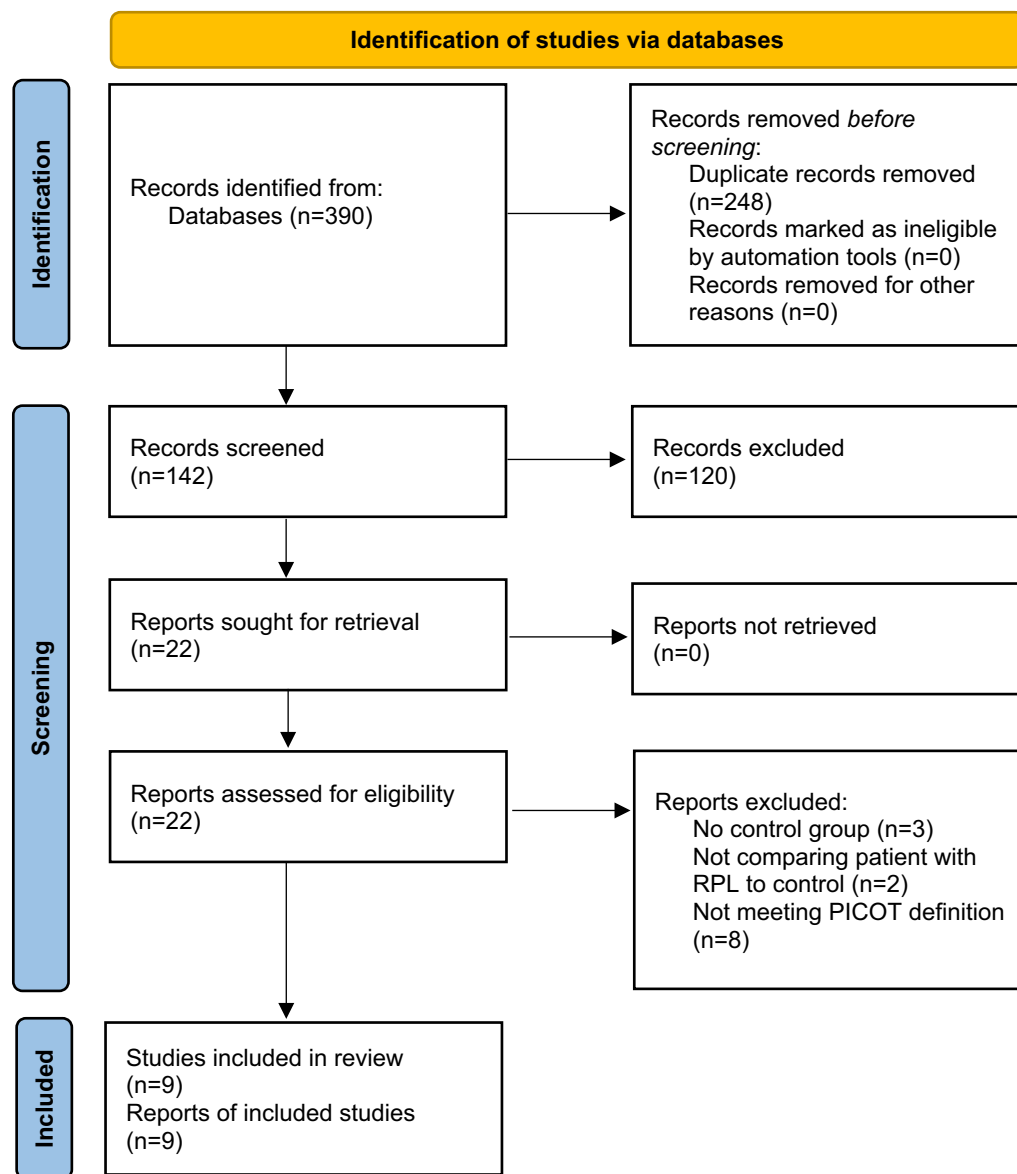 Identification of studies via databases
Identification
Records identified from:
Databases (n=390)
Records removed before
screening:
Duplicate records removed
(n=248)
Records marked as ineligible
by automation tools (n=0)
Records removed for other
reasons (n=0)
Screening
Records screened
(n=142)
Records excluded
(n=120)
Reports sought for retrieval
(n=22)
Reports not retrieved
(n=0)
Reports assessed for eligibility
(n=22)
Reports excluded:
No control group (n=3)
Not comparing patient with
RPL to control (n=2)
Not meeting PICOT definition
(n=8)
Included
Studies included in review
(n=9)
Reports of included studies
(n=9)